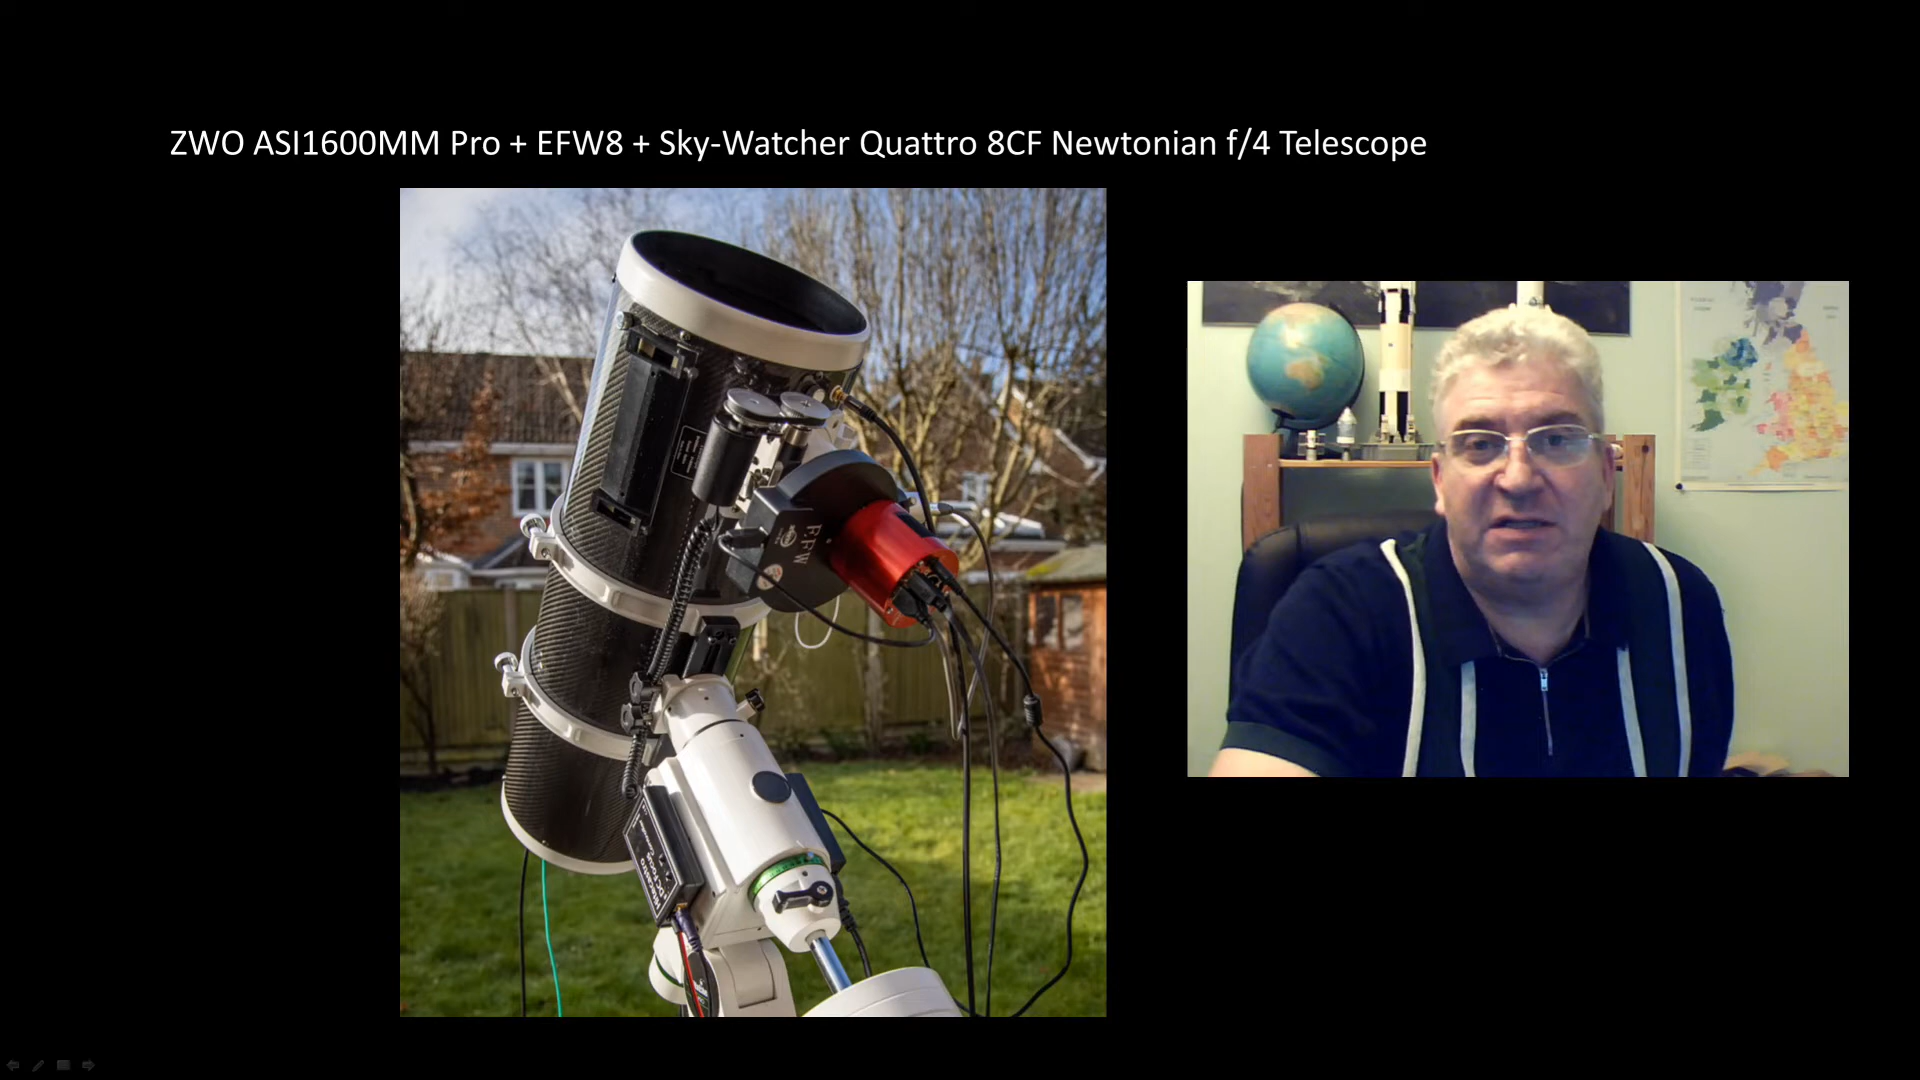 ZWO ASI1600MM Pro + EFW8 + Sky-Watcher Quattro 8CF Newtonian f/4 Telescope
EFW